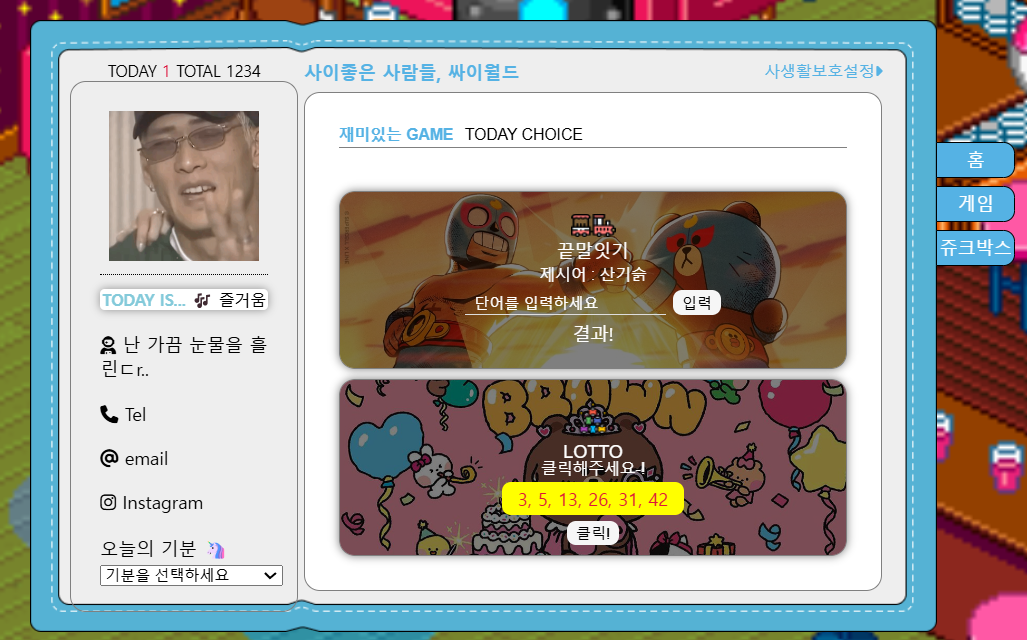 TODAY 1 TOTAL 1234
사이좋은 사람들, 싸이월드
사생활보호설정
TODAY IS... 즐거움
난 가끔 눈물을 흘
린ㄷr..
Tel
email
Instagram
오늘의 기분
기분을 선택하세요
재미있는 GAME TODAY CHOICE
끝말잇기
제시어 : 산기슭
단어를 입력하세요 입력
결과!
BROWN
LOTTO
클릭해주세요~!
3, 5, 13, 26, 31, 42
클릭!
홈
게임
쥬크박스